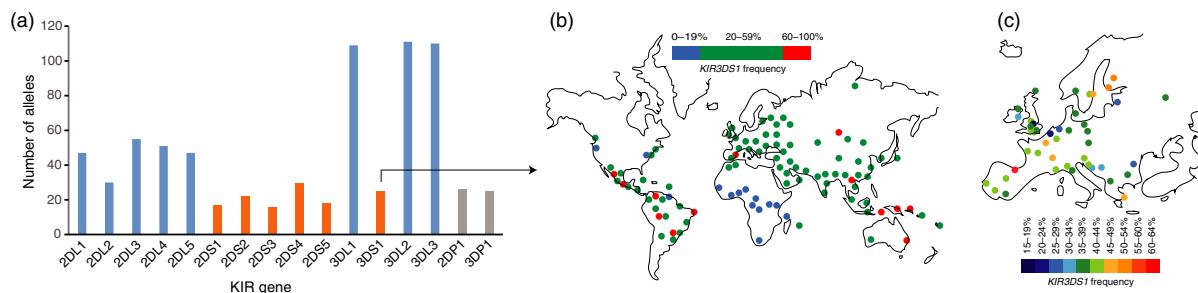 (a)
120
100
80
60
40
20
0
Number of alleles
2DL1
2DL2
2DL3
2DL4
2DL5
2DS1
2DS2
2DS3
2DS4
2DS5
3DL1
3DS1
3DL2
3DL3
2DP1
3DP1
KIR gene
(b)
0–19% 20–59% 60–100%
KIR3DS1 frequency
(c)
15–19%
20–24%
25–29%
30–34%
35–39%
40–44%
45–49%
50–54%
55–60%
60–64%
KIR3DS1 frequency